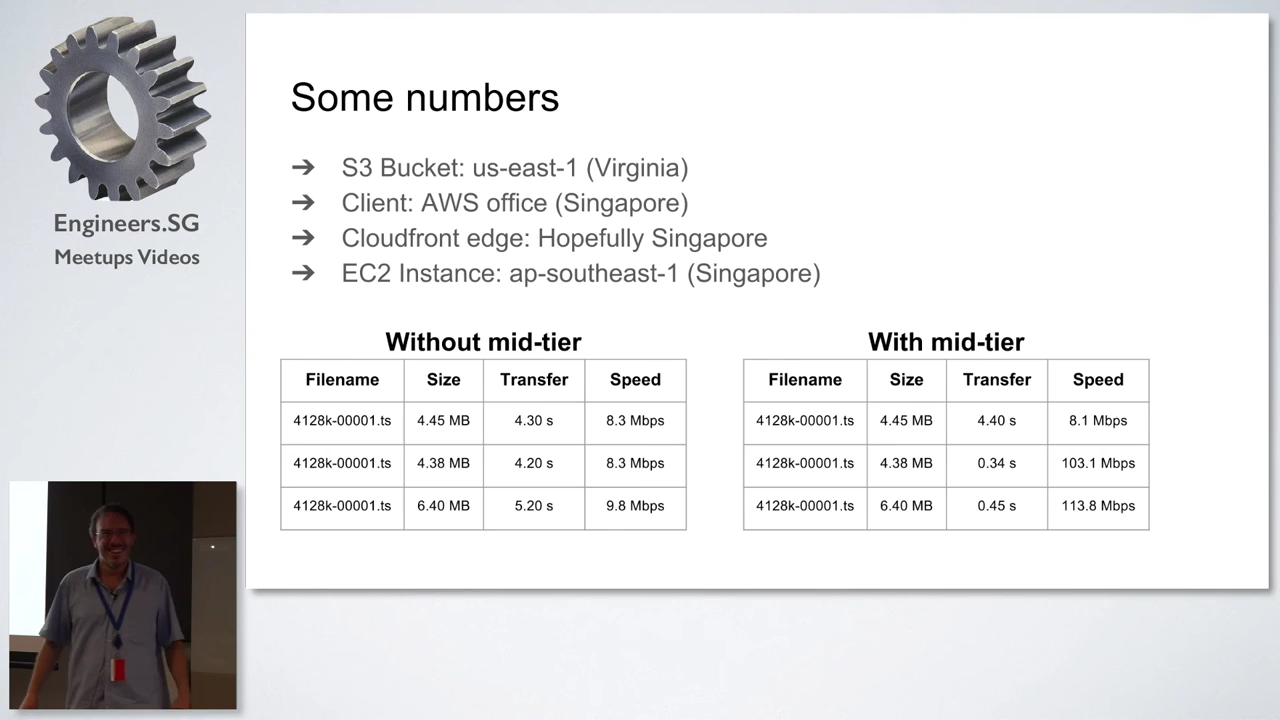 Engineers.SG
Meetups Videos
Some numbers
➔ S3 Bucket: us-east-1 (Virginia)
➔ Client: AWS office (Singapore)
➔ Cloudfront edge: Hopefully Singapore
➔ EC2 Instance: ap-southeast-1 (Singapore)
Without mid-tier
Filename Size Transfer Speed
4128k-00001.ts 4.45 MB 4.30 s 8.3 Mbps
4128k-00001.ts 4.38 MB 4.20 s 8.3 Mbps
4128k-00001.ts 6.40 MB 5.20 s 9.8 Mbps
With mid-tier
Filename Size Transfer Speed
4128k-00001.ts 4.45 MB 4.40 s 8.1 Mbps
4128k-00001.ts 4.38 MB 0.34 s 103.1 Mbps
4128k-00001.ts 6.40 MB 0.45 s 113.8 Mbps